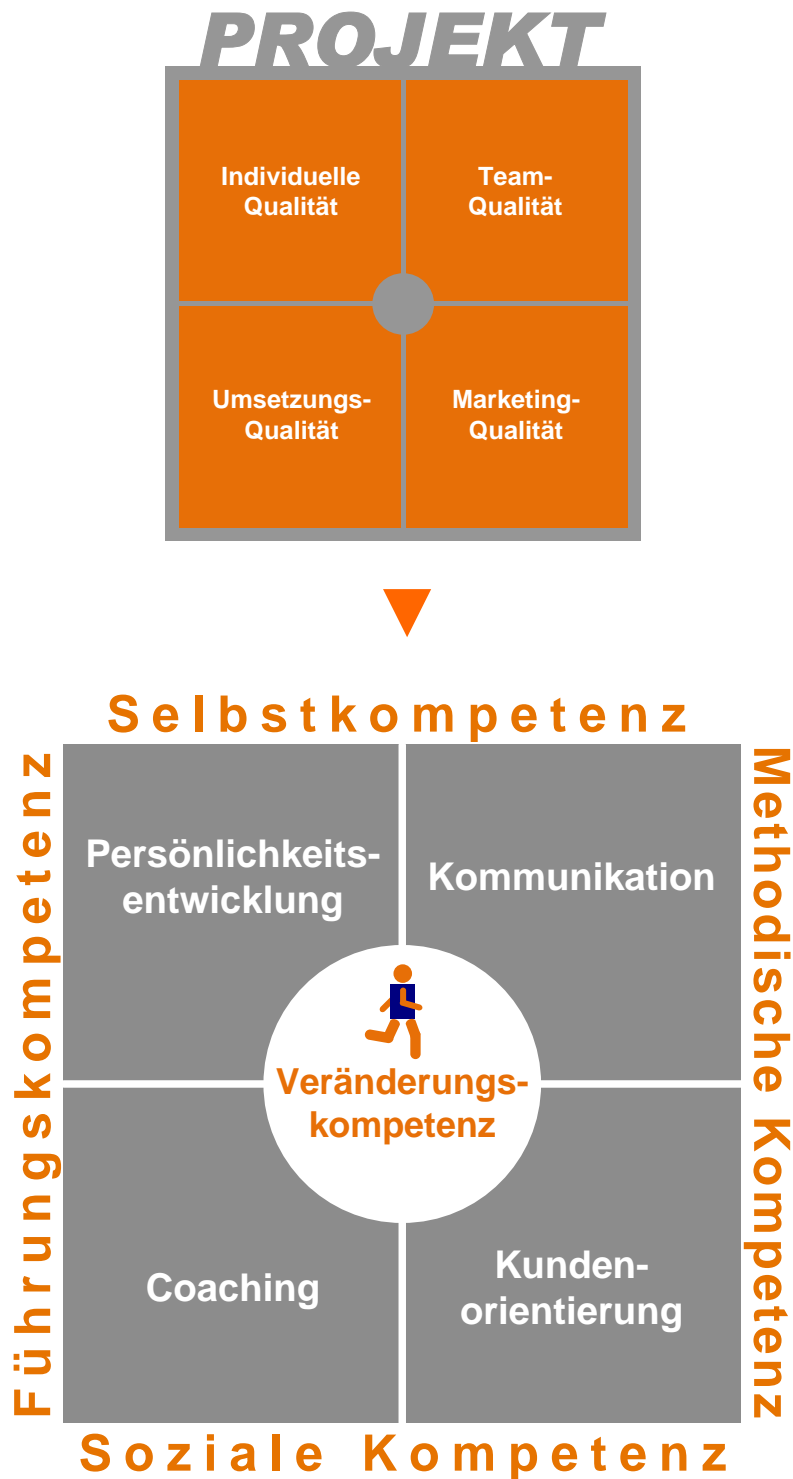 PROJEKT
Individuelle
Qualität
Team-
Qualität
Umsetzungs-
Qualität
Marketing-
Qualität
Selbstkompetenz
Führungskompetenz
Methodische Kompetenz
Persönlichkeits-
entwicklung
Kommunikation
Veränderungs-
kompetenz
Coaching
Kunden-
orientierung
Soziale Kompetenz